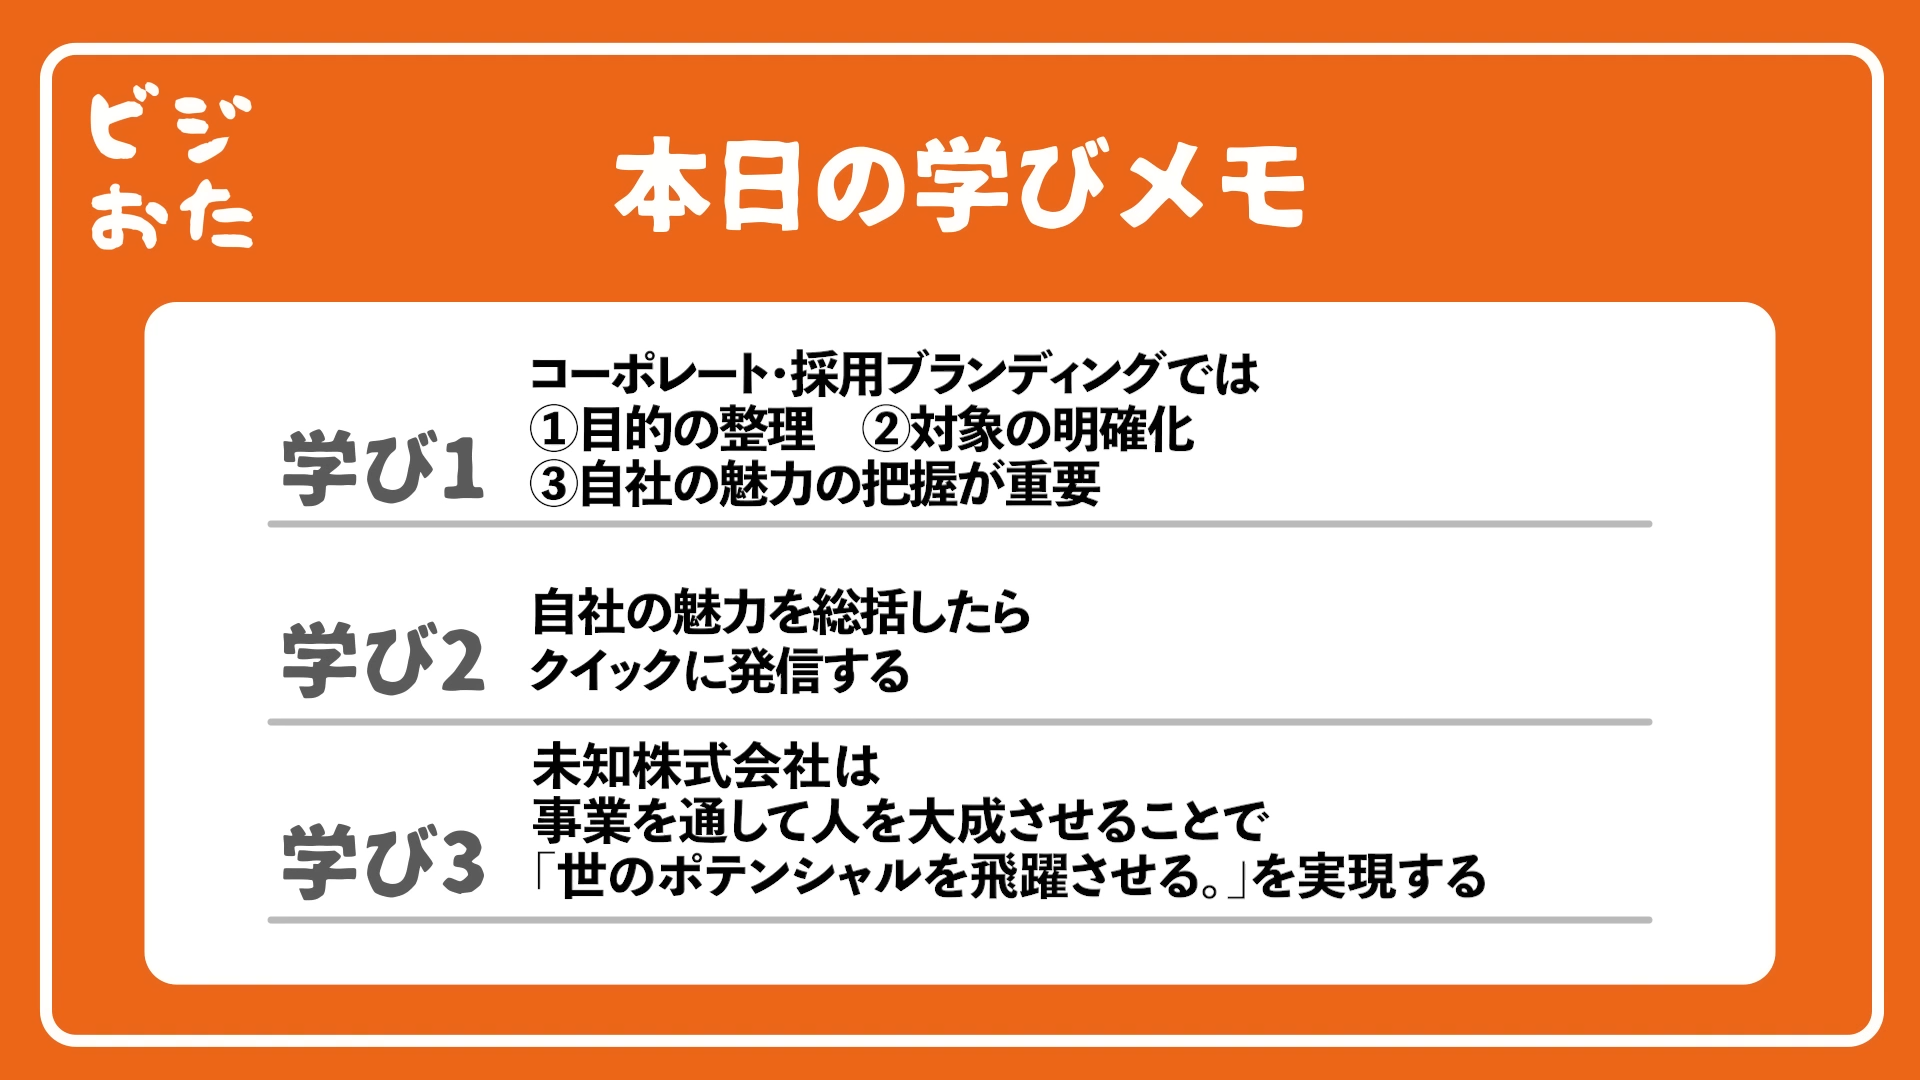 ビジ
おた
本日の学びメモ
学び1
コーポレート・採用ブランディングでは
①目的の整理　②対象の明確化
③自社の魅力の把握が重要
学び2
自社の魅力を総括したら
クイックに発信する
学び3
未知株式会社は
事業を通して人を大成させることで
「世のポテンシャルを飛躍させる。」を実現する